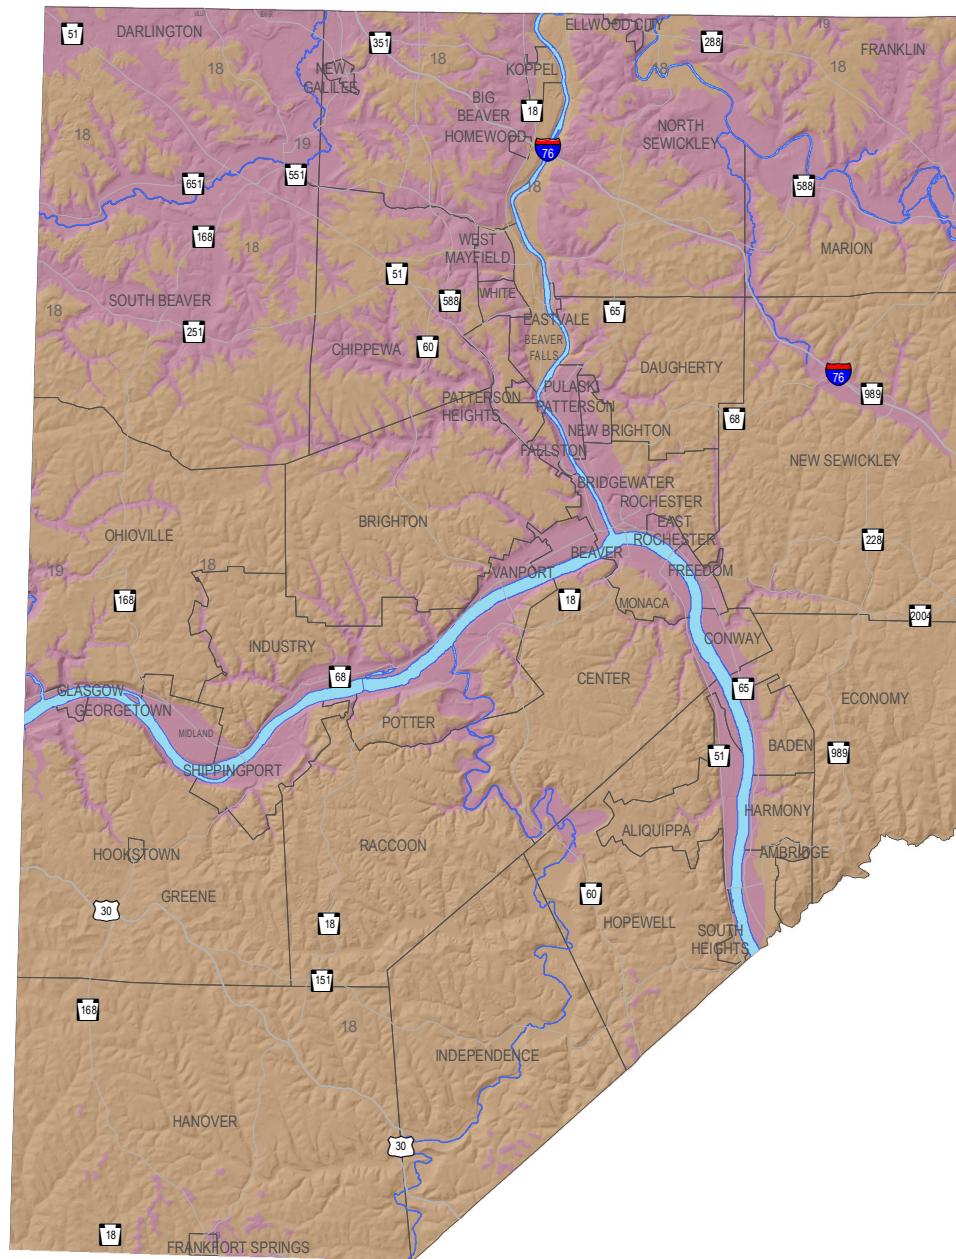 ELLWOOD CITY
51
DARLINGTON
351
288
19
FRANKLIN
18
18
KOPPEL
18
18
NEW
GALILEE
BIG
BEAVER
18
NORTH
SEWICKLEY
18
HOMEWOOD
76
19
651
551
18
588
168
18
WEST
MAYFIELD
MARION
51
WHITE
588
SOUTH BEAVER
18
65
EASTVALE
251
CHIPPEWA
60
BEAVER
FALLS
DAUGHERTY
76
989
PULASKI
PATTERSON
HEIGHTS
PATTERSON
68
NEW BRIGHTON
FALLSTON
NEW SEWICKLEY
BRIDGEWATER
ROCHESTER
BRIGHTON
EAST
ROCHESTER
OHIOVILLE
228
BEAVER
19
18
VANPORT
FREEDOM
168
18
MONACA
2004
CONWAY
INDUSTRY
68
CENTER
GLASGOW
65
ECONOMY
GEORGETOWN
POTTER
MIDLAND
51
BADEN
989
SHIPPINGPORT
HARMONY
ALIQUIPPA
RACCOON
HOOKSTOWN
AMBRIDGE
GREENE
60
30
18
HOPEWELL
SOUTH
HEIGHTS
151
168
18
INDEPENDENCE
HANOVER
30
18
FRANKFORT SPRINGS